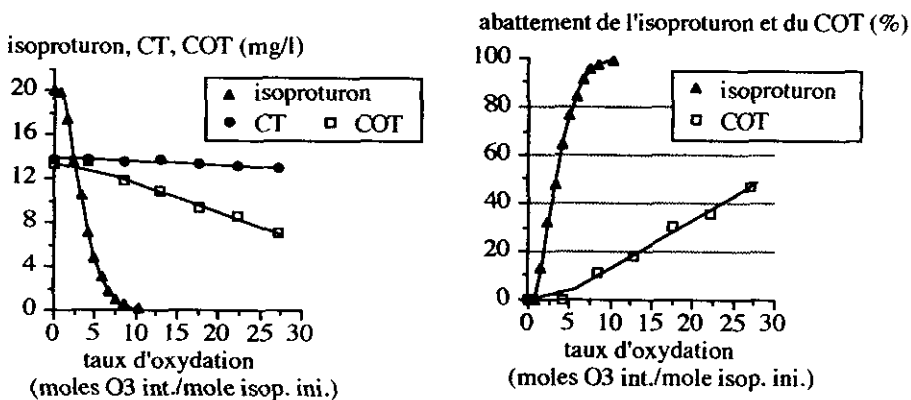 isoproturon, CT, COT (mg/l)
20
16
12
8
4
0
isoproturon
CT COT
0 5 10 15 20 25 30
taux d'oxydation
(moles O3 int./mole isop. ini.)
abattement de l'isoproturon et du COT (%)
100
80
60
40
20
0
isoproturon
COT
0 5 10 15 20 25 30
taux d'oxydation
(moles O3 int./mole isop. ini.)